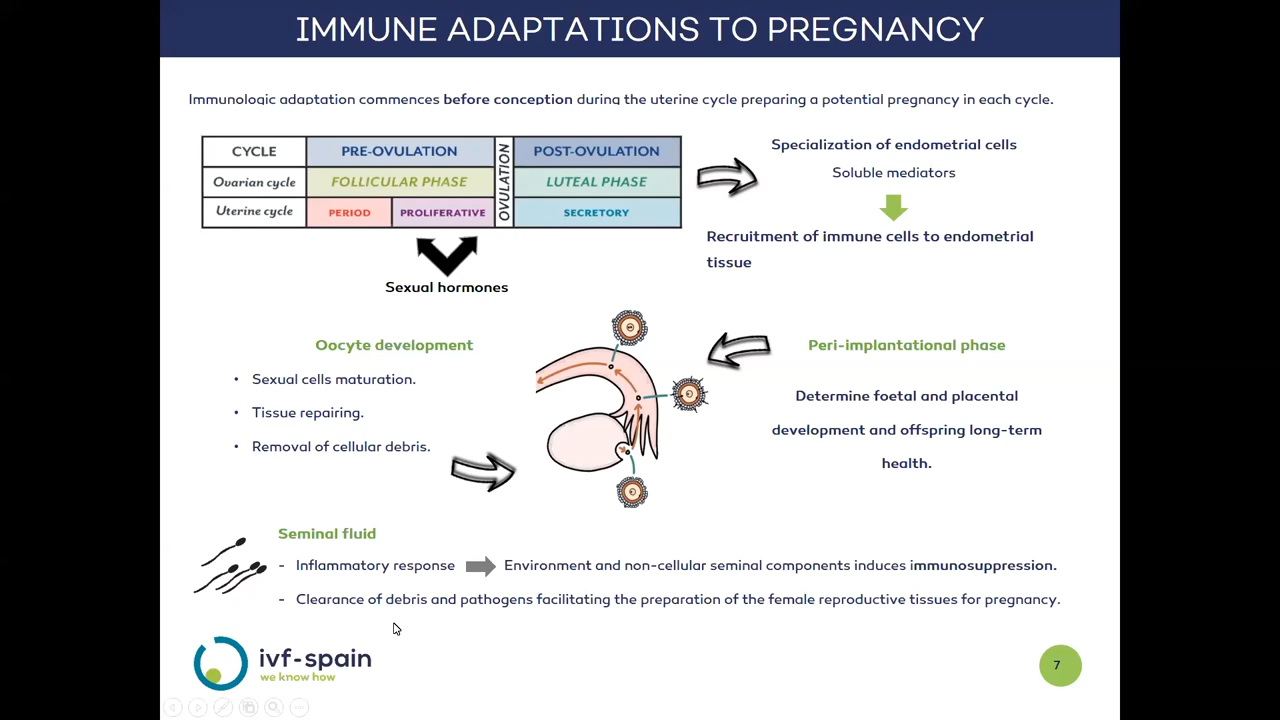 IMMUNE ADAPTATIONS TO PREGNANCY
Immunologic adaptation commences before conception during the uterine cycle preparing a potential pregnancy in each cycle.
CYCLE PRE-OVULATION OVULATION POST-OVULATION
Ovarian cycle FOLLICULAR PHASE LUTEAL PHASE
Uterine cycle PERIOD PROLIFERATIVE SECRETORY
Sexual hormones
Specialization of endometrial cells
Soluble mediators
Recruitment of immune cells to endometrial
tissue
Oocyte development
• Sexual cells maturation.
• Tissue repairing.
• Removal of cellular debris.
Peri-implantational phase
Determine foetal and placental
development and offspring long-term
health.
Seminal fluid
- Inflammatory response Environment and non-cellular seminal components induces immunosuppression.
- Clearance of debris and pathogens facilitating the preparation of the female reproductive tissues for pregnancy.
ivf-spain
we know how
7